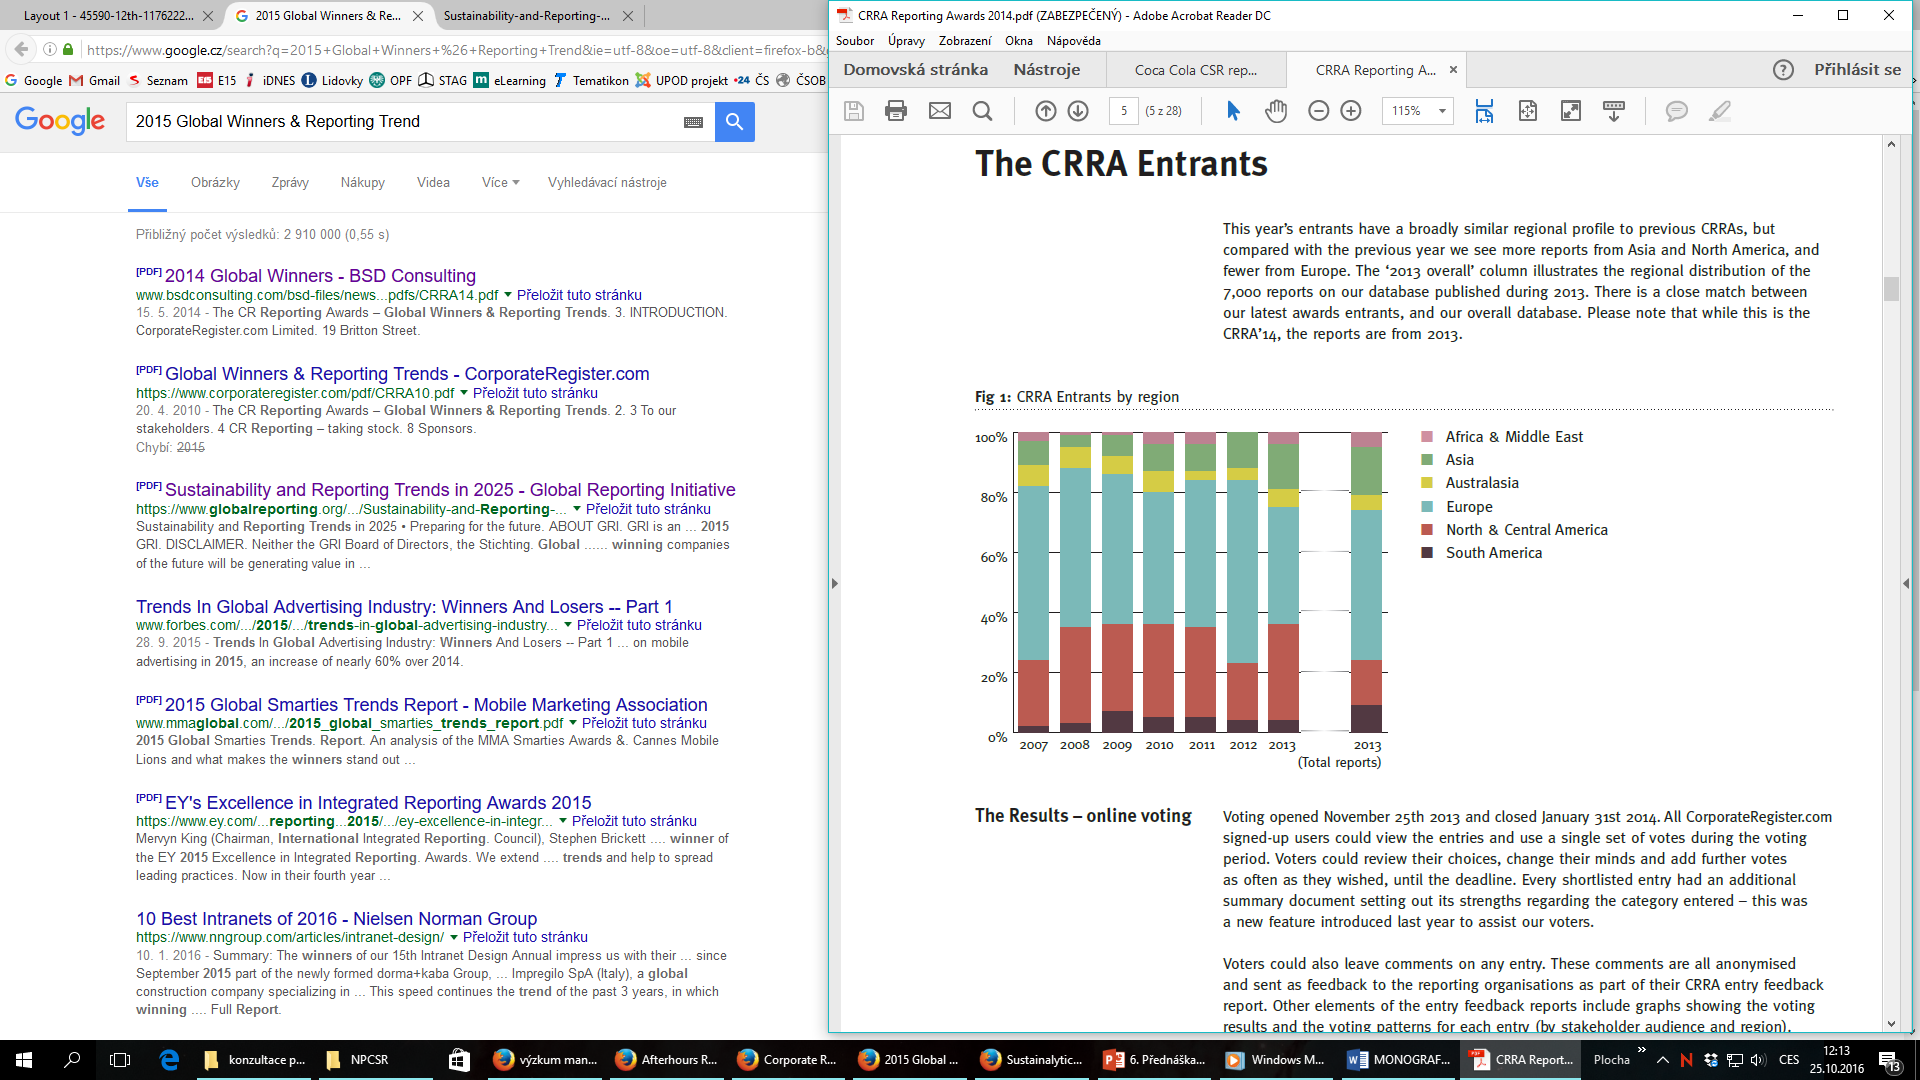 Layout 1 - 45590-12th-1176222...
2015 Global Winners & Re...
Sustainability-and-Reporting-...
https://www.google.cz/search?q=2015+Global+Winners+%26+Reporting+Trend&ie=utf-8&oe=utf-8&client=firefox-b&
Google Gmail Seznam E15 iDNES Lidovky OPF STAG eLearning Tematikon UPOD projekt ČS ČSOB
Google
2015 Global Winners & Reporting Trend
Vše Obrázky Zprávy Nákupy Videa Více Vyhledávací nástroje
Přibližný počet výsledků: 2 910 000 (0,55 s)
[PDF] 2014 Global Winners - BSD Consulting
www.bsdconsulting.com/bsd-files/news...pdfs/CRRA14.pdf Přeložit tuto stránku
15. 5. 2014 - The CR Reporting Awards – Global Winners & Reporting Trends. 3. INTRODUCTION.
CorporateRegister.com Limited. 19 Britton Street.
[PDF] Global Winners & Reporting Trends - CorporateRegister.com
https://www.corporateregister.com/pdf/CRRA10.pdf Přeložit tuto stránku
20. 4. 2010 - The CR Reporting Awards – Global Winners & Reporting Trends. 2. 3 To our
stakeholders. 4 CR Reporting – taking stock. 8 Sponsors.
Chybí: 2015
[PDF] Sustainability and Reporting Trends in 2025 - Global Reporting Initiative
https://www.globalreporting.org/.../Sustainability-and-Reporting-... Přeložit tuto stránku
Sustainability and Reporting Trends in 2025 • Preparing for the future. ABOUT GRI. GRI is an ... 2015
GRI. DISCLAIMER. Neither the GRI Board of Directors, the Stichting. Global ...... winning companies
of the future will be generating value in ...
Trends In Global Advertising Industry: Winners And Losers -- Part 1
www.forbes.com/.../2015/.../trends-in-global-advertising-industry... Přeložit tuto stránku
28. 9. 2015 - Trends In Global Advertising Industry: Winners And Losers -- Part 1 ... on mobile
advertising in 2015, an increase of nearly 60% over 2014.
[PDF] 2015 Global Smarties Trends Report - Mobile Marketing Association
www.mmaglobal.com/.../2015_global_smarties_trends_report.pdf Přeložit tuto stránku
2015 Global Smarties Trends. Report. An analysis of the MMA Smarties Awards &. Cannes Mobile
Lions and what makes the winners stand out ...
[PDF] EY's Excellence in Integrated Reporting Awards 2015
https://www.ey.com/...reporting...2015/.../ey-excellence-in-integr... Přeložit tuto stránku
Mervyn King (Chairman, International Integrated Reporting. Council), Stephen Brickett .... winner of
the EY 2015 Excellence in Integrated Reporting. Awards. We extend .... trends and help to spread
leading practices. Now in their fourth year ...
10 Best Intranets of 2016 - Nielsen Norman Group
https://www.nngroup.com/articles/intranet-design/ Přeložit tuto stránku
10. 1. 2016 - Summary: The winners of our 15th Intranet Design Annual impress us with their ... since
September 2015 part of the newly formed dorma+kaba Group, ... Impregilo SpA (Italy), a global
construction company specializing in ... This speed continues the trend of the past 3 years, in which
winning .... Full Report.
CRRA Reporting Awards 2014.pdf (ZABEZPEČENÝ) - Adobe Acrobat Reader DC
Soubor Úpravy Zobrazení Okna Nápověda
Domovská stránka Nástroje Coca Cola CSR rep... CRRA Reporting A... Přihlásit se
5 (5 z 28) 115%
The CRRA Entrants
This year's entrants have a broadly similar regional profile to previous CRRAs, but
compared with the previous year we see more reports from Asia and North America, and
fewer from Europe. The '2013 overall' column illustrates the regional distribution of the
7,000 reports on our database published during 2013. There is a close match between
our latest awards entrants, and our overall database. Please note that while this is the
CRRA'14, the reports are from 2013.
Fig 1: CRRA Entrants by region
100%
80%
60%
40%
20%
0%
2007 2008 2009 2010 2011 2012 2013 2013
(Total reports)
Africa & Middle East
Asia
Australasia
Europe
North & Central America
South America
The Results – online voting
Voting opened November 25th 2013 and closed January 31st 2014. All CorporateRegister.com
signed-up users could view the entries and use a single set of votes during the voting
period. Voters could review their choices, change their minds and add further votes
as often as they wished, until the deadline. Every shortlisted entry had an additional
summary document setting out its strengths regarding the category entered – this was
a new feature introduced last year to assist our voters.
Voters could also leave comments on any entry. These comments are all anonymised
and sent as feedback to the reporting organisations as part of their CRRA entry feedback
report. Other elements of the entry feedback reports include graphs showing the voting
results and the voting patterns for each entry (by stakeholder audience and region).
konzultace p... NPCSR výzkum man... Afterhours R... Corporate R... 2015 Global ... Sustainalytic... 6. Přednáška... Windows M... MONOGRAF... CRRA Report... Plocha CES
12:13
25.10.2016
13